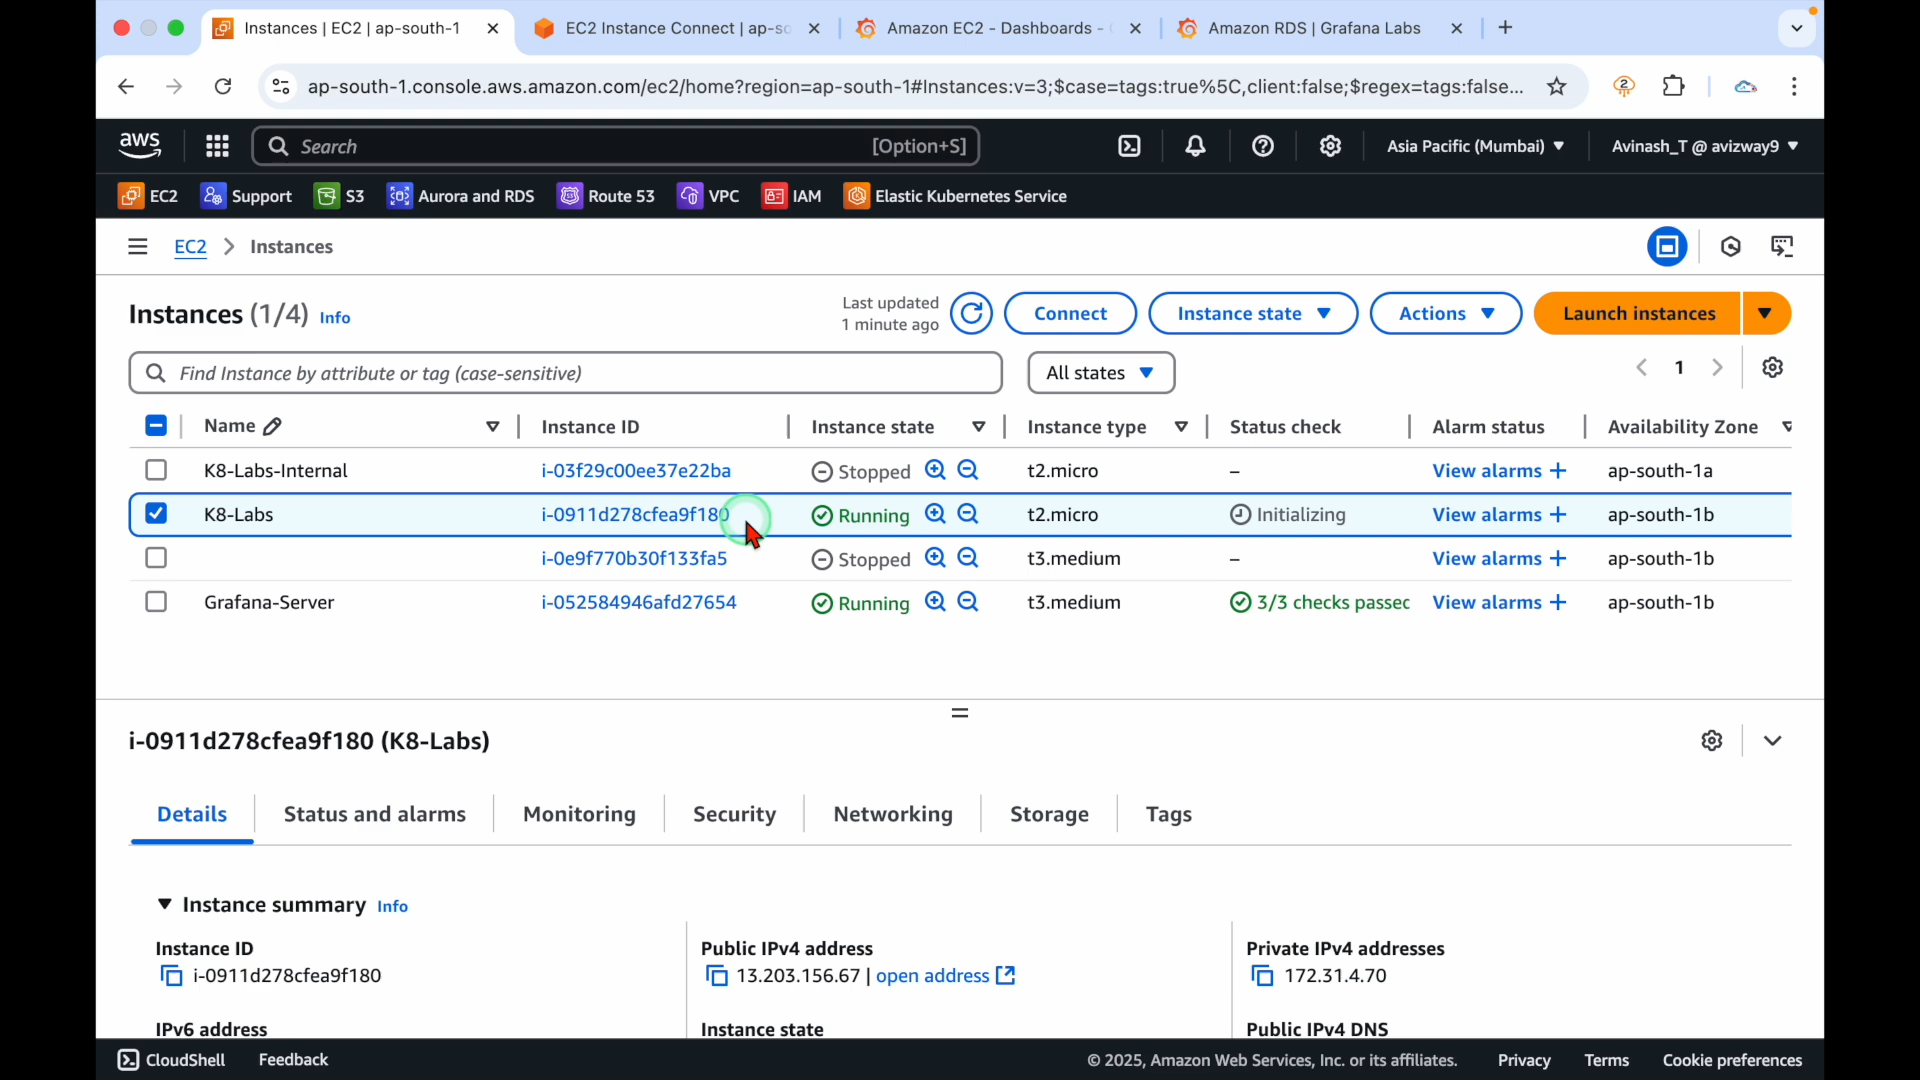 Instances | EC2 | ap-south-1
EC2 Instance Connect | ap-so
Amazon EC2 - Dashboards -
Amazon RDS | Grafana Labs
ap-south-1.console.aws.amazon.com/ec2/home?region=ap-south-1#Instances:v=3;$case=tags:true%5C,client:false;$regex=tags:false...
2
aws
Search
[Option+S]
Asia Pacific (Mumbai)
Avinash_T @ avizway9
EC2
Support
S3
Aurora and RDS
Route 53
VPC
IAM
Elastic Kubernetes Service
EC2
Instances
Instances (1/4) Info
Last updated
1 minute ago
Connect
Instance state
Actions
Launch instances
Find Instance by attribute or tag (case-sensitive)
All states
1
Name
Instance ID
Instance state
Instance type
Status check
Alarm status
Availability Zone
K8-Labs-Internal i-03f29c00ee37e22ba Stopped t2.micro – View alarms + ap-south-1a
K8-Labs i-0911d278cfea9f180 Running t2.micro Initializing View alarms + ap-south-1b
i-0e9f770b30f133fa5 Stopped t3.medium – View alarms + ap-south-1b
Grafana-Server i-052584946afd27654 Running t3.medium 3/3 checks passec View alarms + ap-south-1b
i-0911d278cfea9f180 (K8-Labs)
Details
Status and alarms
Monitoring
Security
Networking
Storage
Tags
Instance summary Info
Instance ID
i-0911d278cfea9f180
Public IPv4 address
13.203.156.67 | open address
Private IPv4 addresses
172.31.4.70
IPv6 address
Instance state
Public IPv4 DNS
CloudShell
Feedback
© 2025, Amazon Web Services, Inc. or its affiliates.
Privacy
Terms
Cookie preferences